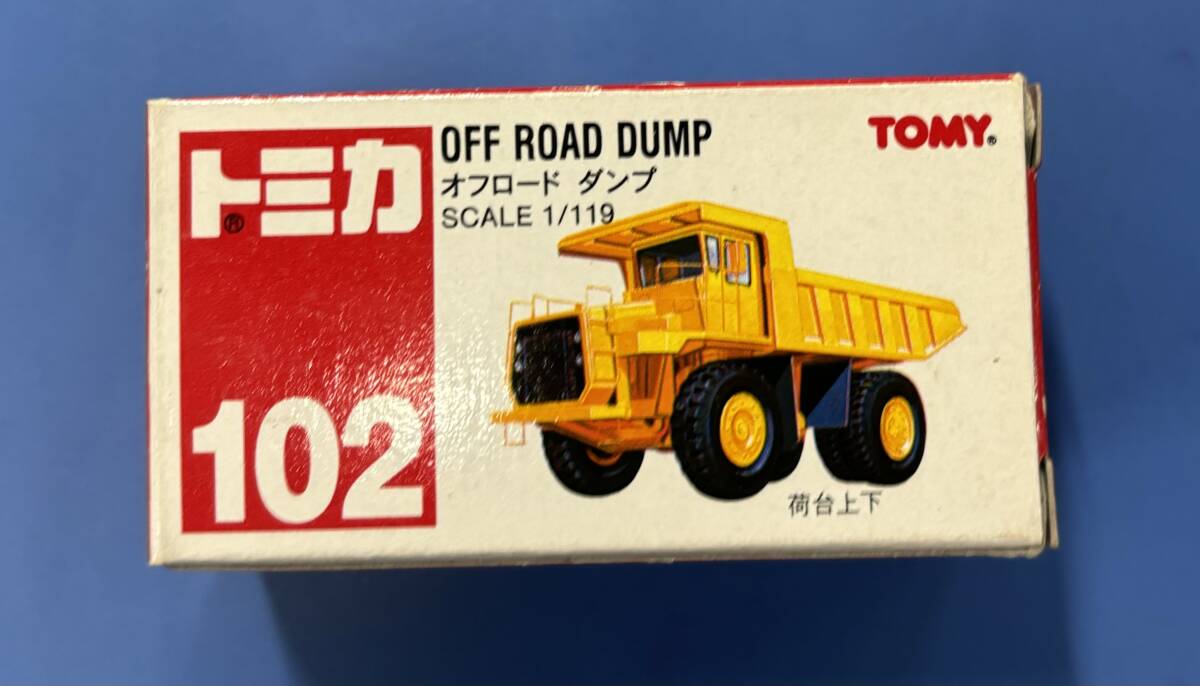 トミカ®
102
OFF ROAD DUMP
オフロード ダンプ
SCALE 1/119
TOMY®
荷台上下